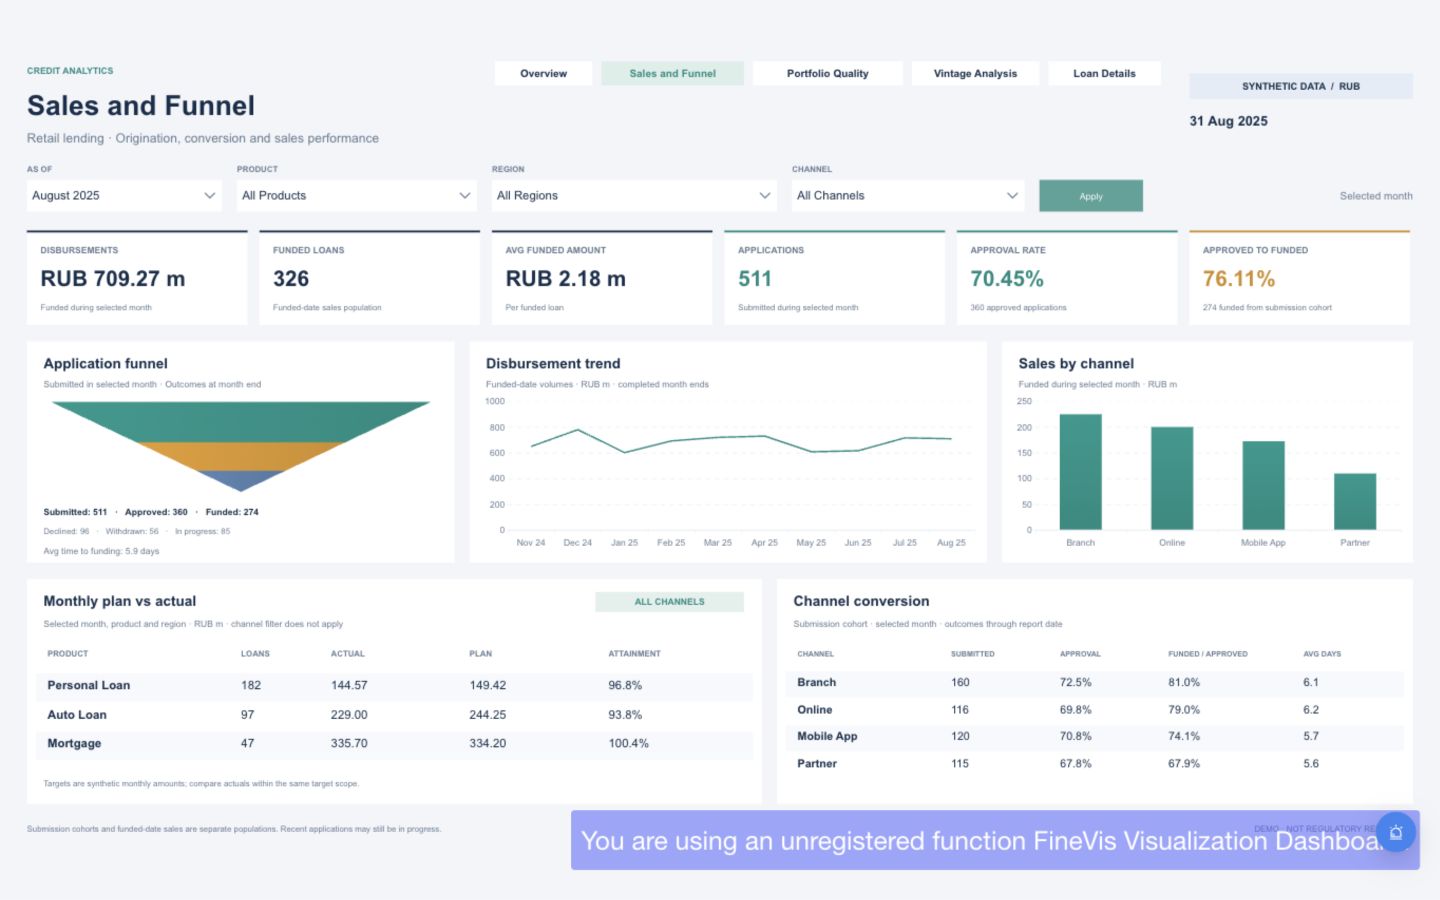 CREDIT ANALYTICS
Overview
Sales and Funnel
Portfolio Quality
Vintage Analysis
Loan Details
SYNTHETIC DATA / RUB
Sales and Funnel
31 Aug 2025
Retail lending · Origination, conversion and sales performance
AS OF
PRODUCT
REGION
CHANNEL
August 2025
All Products
All Regions
All Channels
Apply
Selected month
DISBURSEMENTS
RUB 709.27 m
Funded during selected month
FUNDED LOANS
326
Funded-date sales population
AVG FUNDED AMOUNT
RUB 2.18 m
Per funded loan
APPLICATIONS
511
Submitted during selected month
APPROVAL RATE
70.45%
360 approved applications
APPROVED TO FUNDED
76.11%
274 funded from submission cohort
Application funnel
Submitted in selected month · Outcomes at month end
Submitted: 511 · Approved: 360 · Funded: 274
Declined: 96 · Withdrawn: 56 · In progress: 85
Avg time to funding: 5.9 days
Disbursement trend
Funded-date volumes · RUB m · completed month ends
1000
800
600
400
200
0
Nov 24 Dec 24 Jan 25 Feb 25 Mar 25 Apr 25 May 25 Jun 25 Jul 25 Aug 25
Sales by channel
Funded during selected month · RUB m
250
200
150
100
50
0
Branch Online Mobile App Partner
Monthly plan vs actual
ALL CHANNELS
Selected month, product and region · RUB m · channel filter does not apply
PRODUCT LOANS ACTUAL PLAN ATTAINMENT
Personal Loan 182 144.57 149.42 96.8%
Auto Loan 97 229.00 244.25 93.8%
Mortgage 47 335.70 334.20 100.4%
Targets are synthetic monthly amounts; compare actuals within the same target scope.
Channel conversion
Submission cohort · selected month · outcomes through report date
CHANNEL SUBMITTED APPROVAL FUNDED / APPROVED AVG DAYS
Branch 160 72.5% 81.0% 6.1
Online 116 69.8% 79.0% 6.2
Mobile App 120 70.8% 74.1% 5.7
Partner 115 67.8% 67.9% 5.6
Submission cohorts and funded-date sales are separate populations. Recent applications may still be in progress.
DEMO · NOT REGULATORY
You are using an unregistered function FineVis Visualization